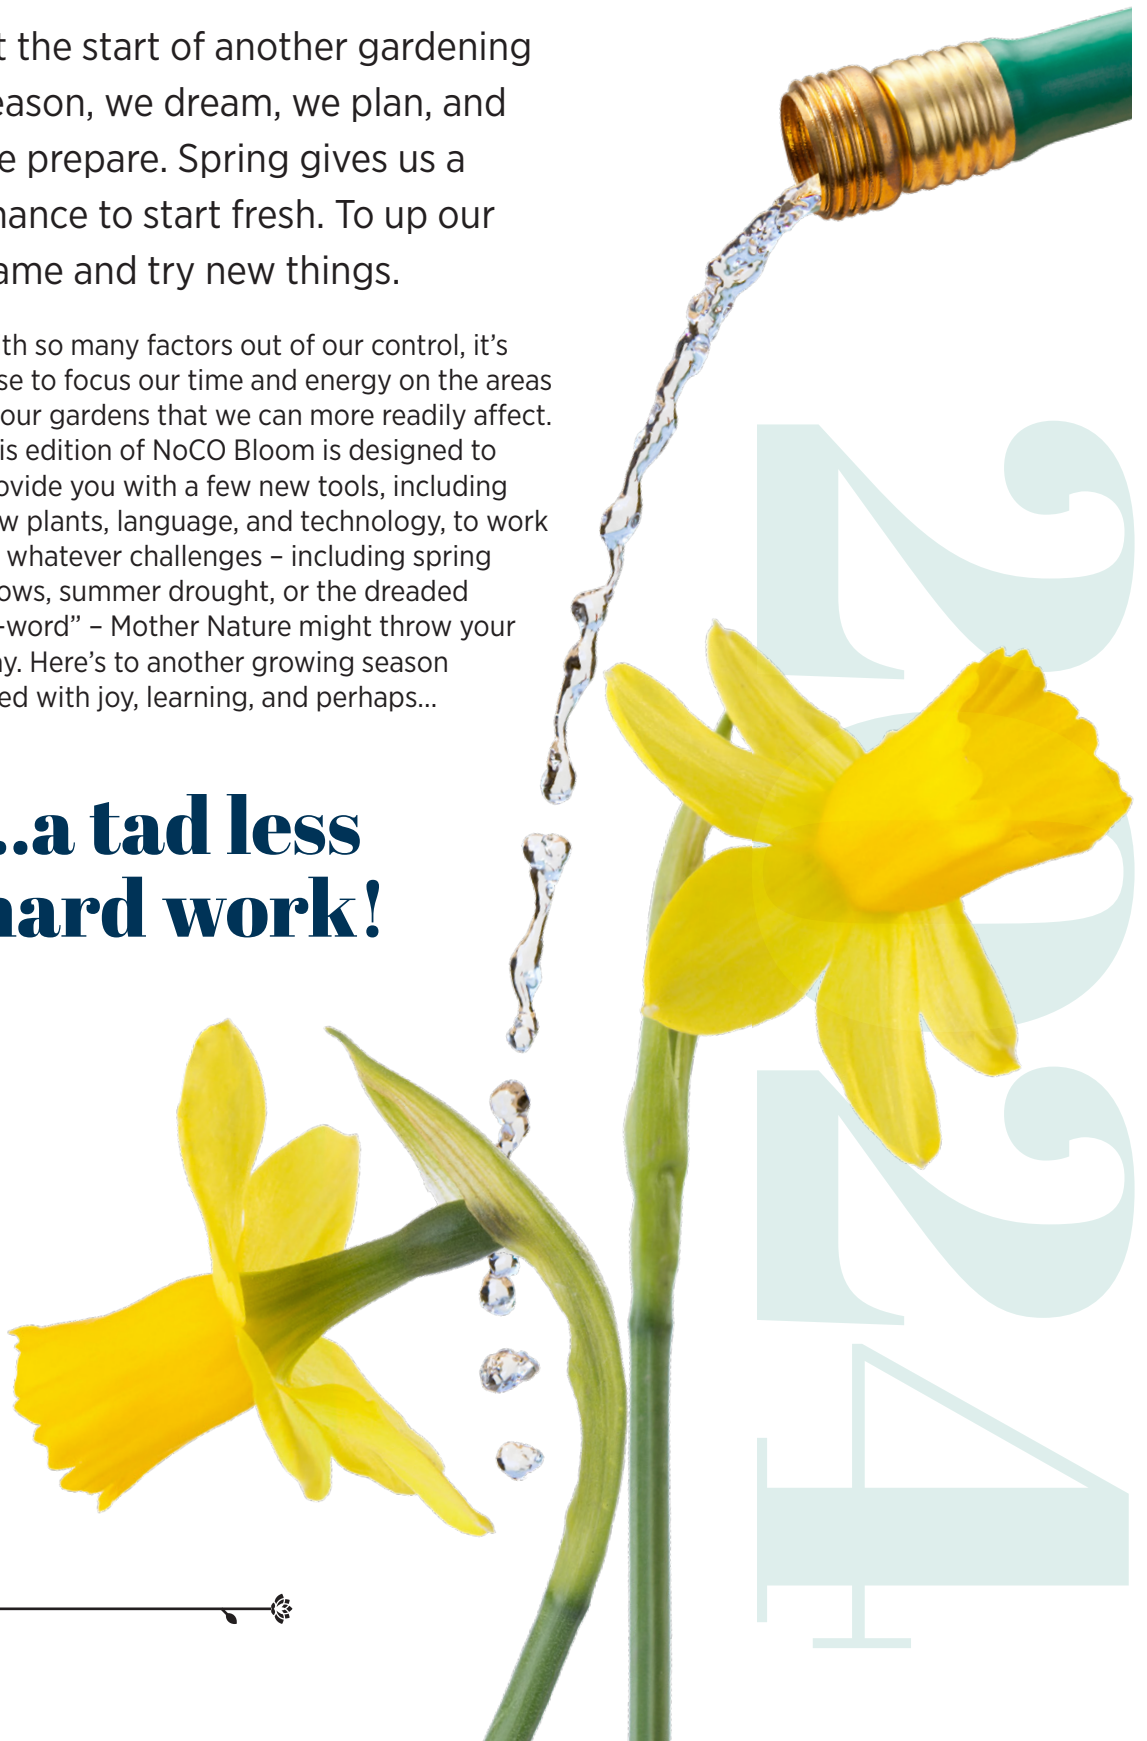 t the start of another gardening
eason, we dream, we plan, and
e prepare. Spring gives us a
hance to start fresh. To up our
ame and try new things.
th so many factors out of our control, it’s
se to focus our time and energy on the areas
our gardens that we can more readily affect.
is edition of NoCO Bloom is designed to
ovide you with a few new tools, including
w plants, language, and technology, to work
whatever challenges – including spring
ows, summer drought, or the dreaded
-word” – Mother Nature might throw your
ay. Here’s to another growing season
ed with joy, learning, and perhaps...
..a tad less
hard work!
2024